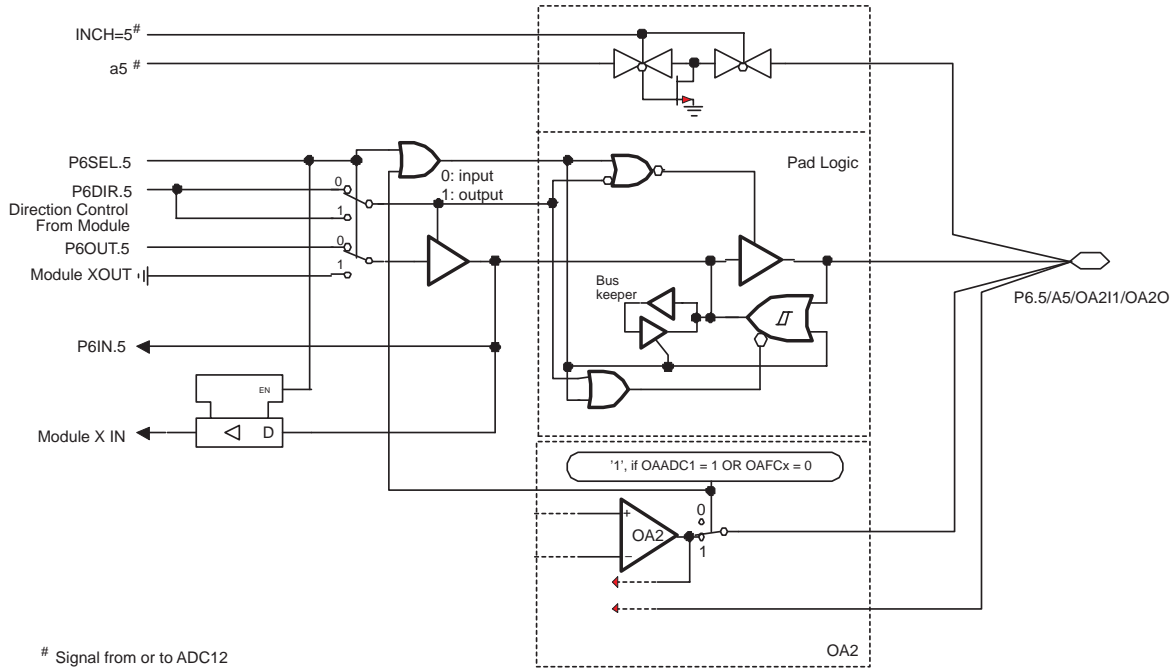 INCH=5#
a5 #
P6SEL.5
Pad Logic
P6DIR.5
0
0: input
1: output
Direction Control
From Module
1
P6OUT.5
0
Module XOUT
1
Bus
keeper
P6.5/A5/OA2I1/OA2O
P6IN.5
EN
Module X IN
D
'1', if OAADC1 = 1 OR OAFCx = 0
0
+
OA2
−
1
# Signal from or to ADC12
OA2